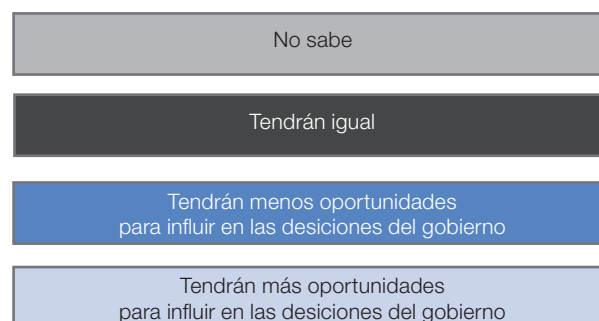 No sabe
Tendrán igual
Tendrán menos oportunidades
para influir en las desiciones del gobierno
Tendrán más oportunidades
para influir en las desiciones del gobierno